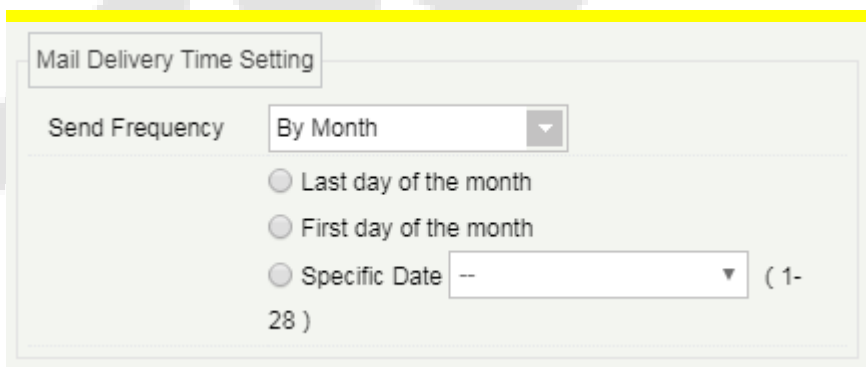 Mail Delivery Time Setting
Send Frequency By Month
Last day of the month
First day of the month
Specific Date -- ( 1-
28 )